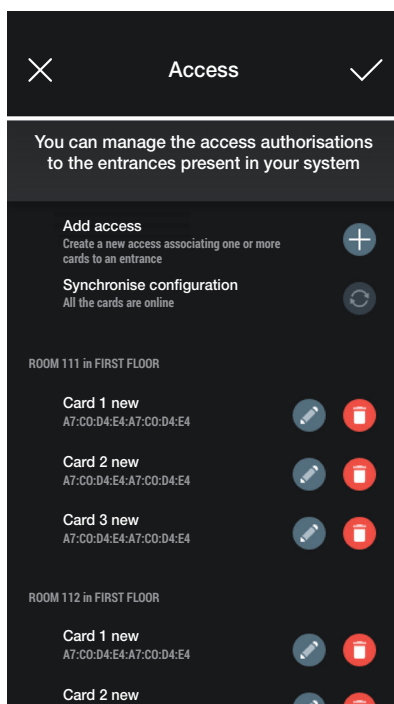 Access
You can manage the access authorisations
to the entrances present in your system
Add access
Create a new access associating one or more
cards to an entrance
Synchronise configuration
All the cards are online
ROOM 111 in FIRST FLOOR
Card 1 new
A7:C0:D4:E4:A7:C0:D4:E4
Card 2 new
A7:C0:D4:E4:A7:C0:D4:E4
Card 3 new
A7:C0:D4:E4:A7:C0:D4:E4
ROOM 112 in FIRST FLOOR
Card 1 new
A7:C0:D4:E4:A7:C0:D4:E4
Card 2 new